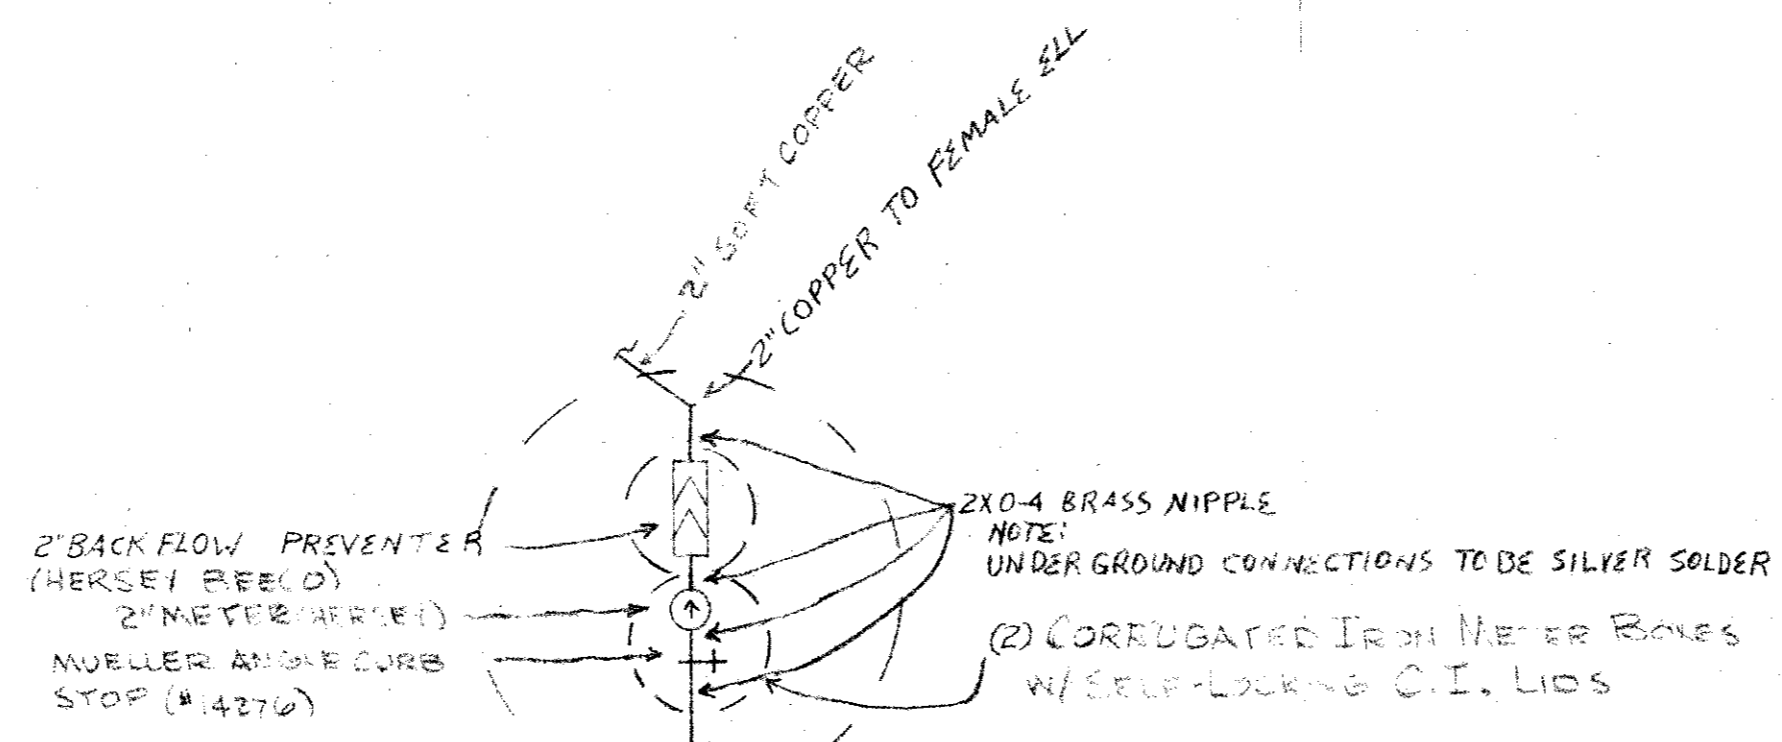 2" SOFT COPPER
2" COPPER TO FEMALE ELL
2" BACK FLOW PREVENTER
(HERSEY BEECO)
2" METER (HERSEY)
MUELLER ANGLE CURB
STOP (#14276)
2X0-4 BRASS NIPPLE
NOTE:
UNDERGROUND CONNECTIONS TO BE SILVER SOLDER
(2) CORRUGATED IRON METER BOXES
W/ SELF-LOCKING C.I. LIDS